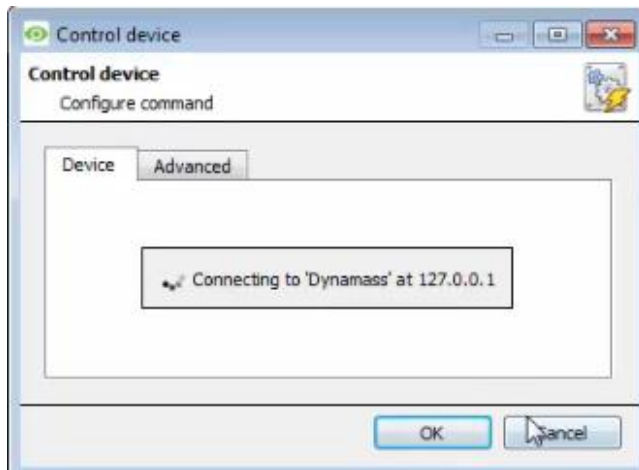 Control device
Control device
Configure command
Device Advanced
Connecting to 'Dynamass' at 127.0.0.1
OK Cancel